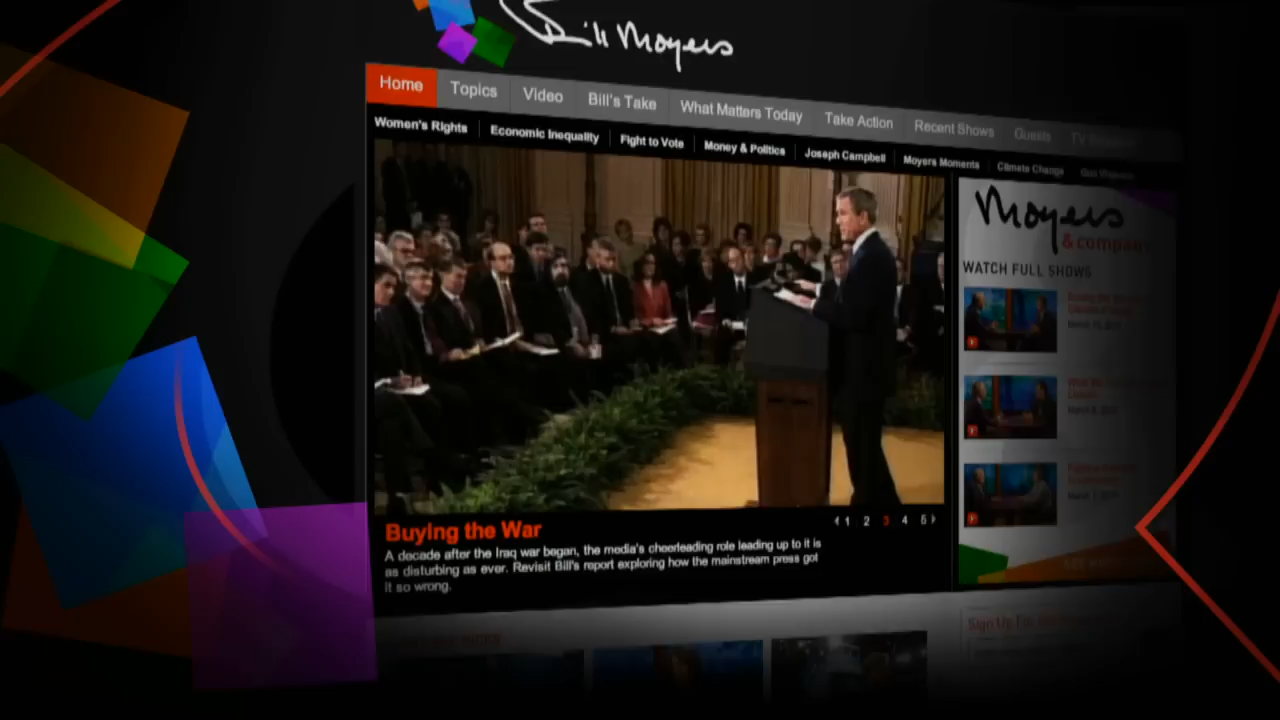 Bill Moyers
Home Topics Video Bill's Take What Matters Today Take Action Recent Shows Guests
Women's Rights Economic Inequality Fight to Vote Money & Politics Joseph Campbell Moyers Moments Climate Change
Moyers
& company
WATCH FULL SHOWS
Buying the War
1 2 3 4 5
A decade after the Iraq war began, the media's cheerleading role leading up to it is
as disturbing as ever. Revisit Bill's report exploring how the mainstream press got
it so wrong.
Sign Up For